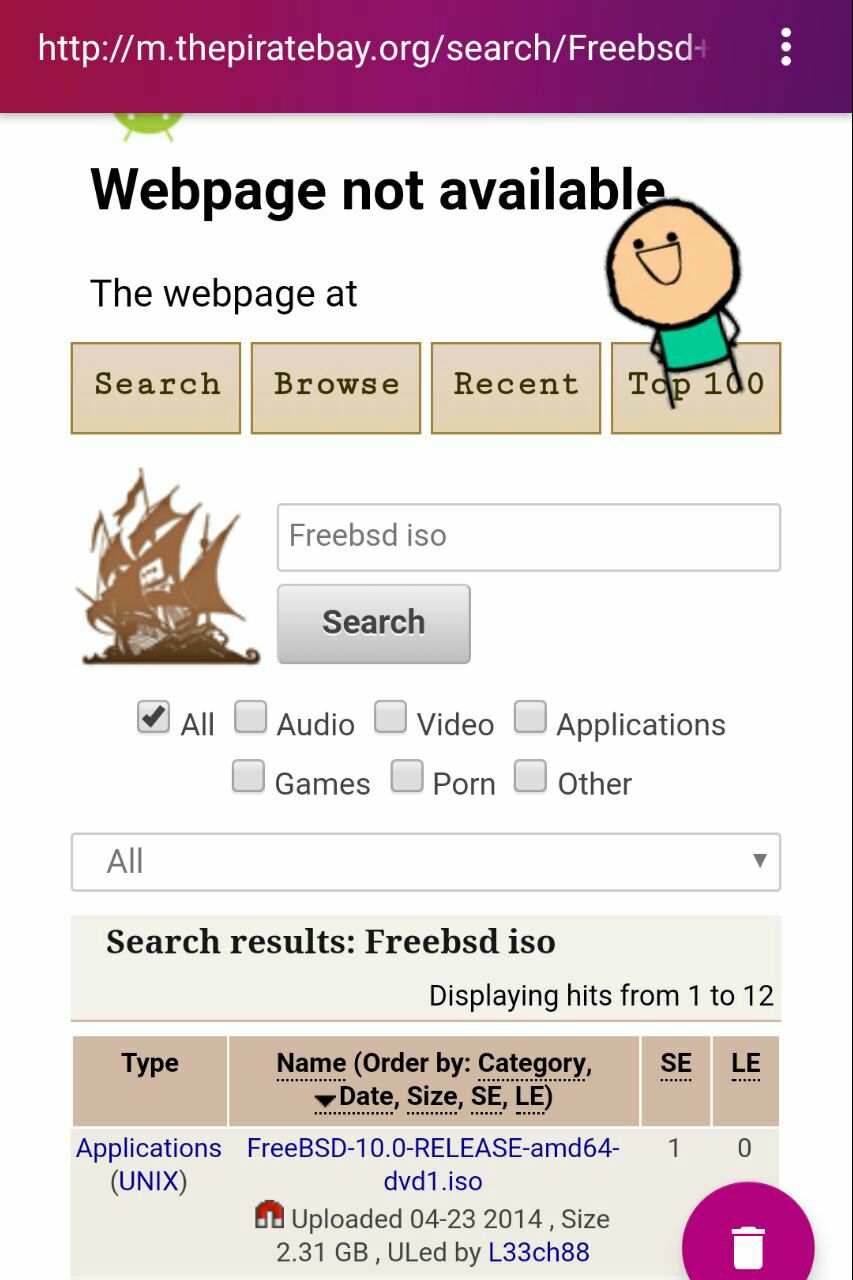 http://m.thepiratebay.org/search/Freebsd+
Webpage not available
The webpage at
Search Browse Recent Top 100
Freebsd iso
Search
All Audio Video Applications
Games Porn Other
All
Search results: Freebsd iso
Displaying hits from 1 to 12
Type Name (Order by: Category, SE LE
Date, Size, SE, LE)
Applications FreeBSD-10.0-RELEASE-amd64- 1 0
(UNIX) dvd1.iso
Uploaded 04-23 2014 , Size
2.31 GB , ULed by L33ch88